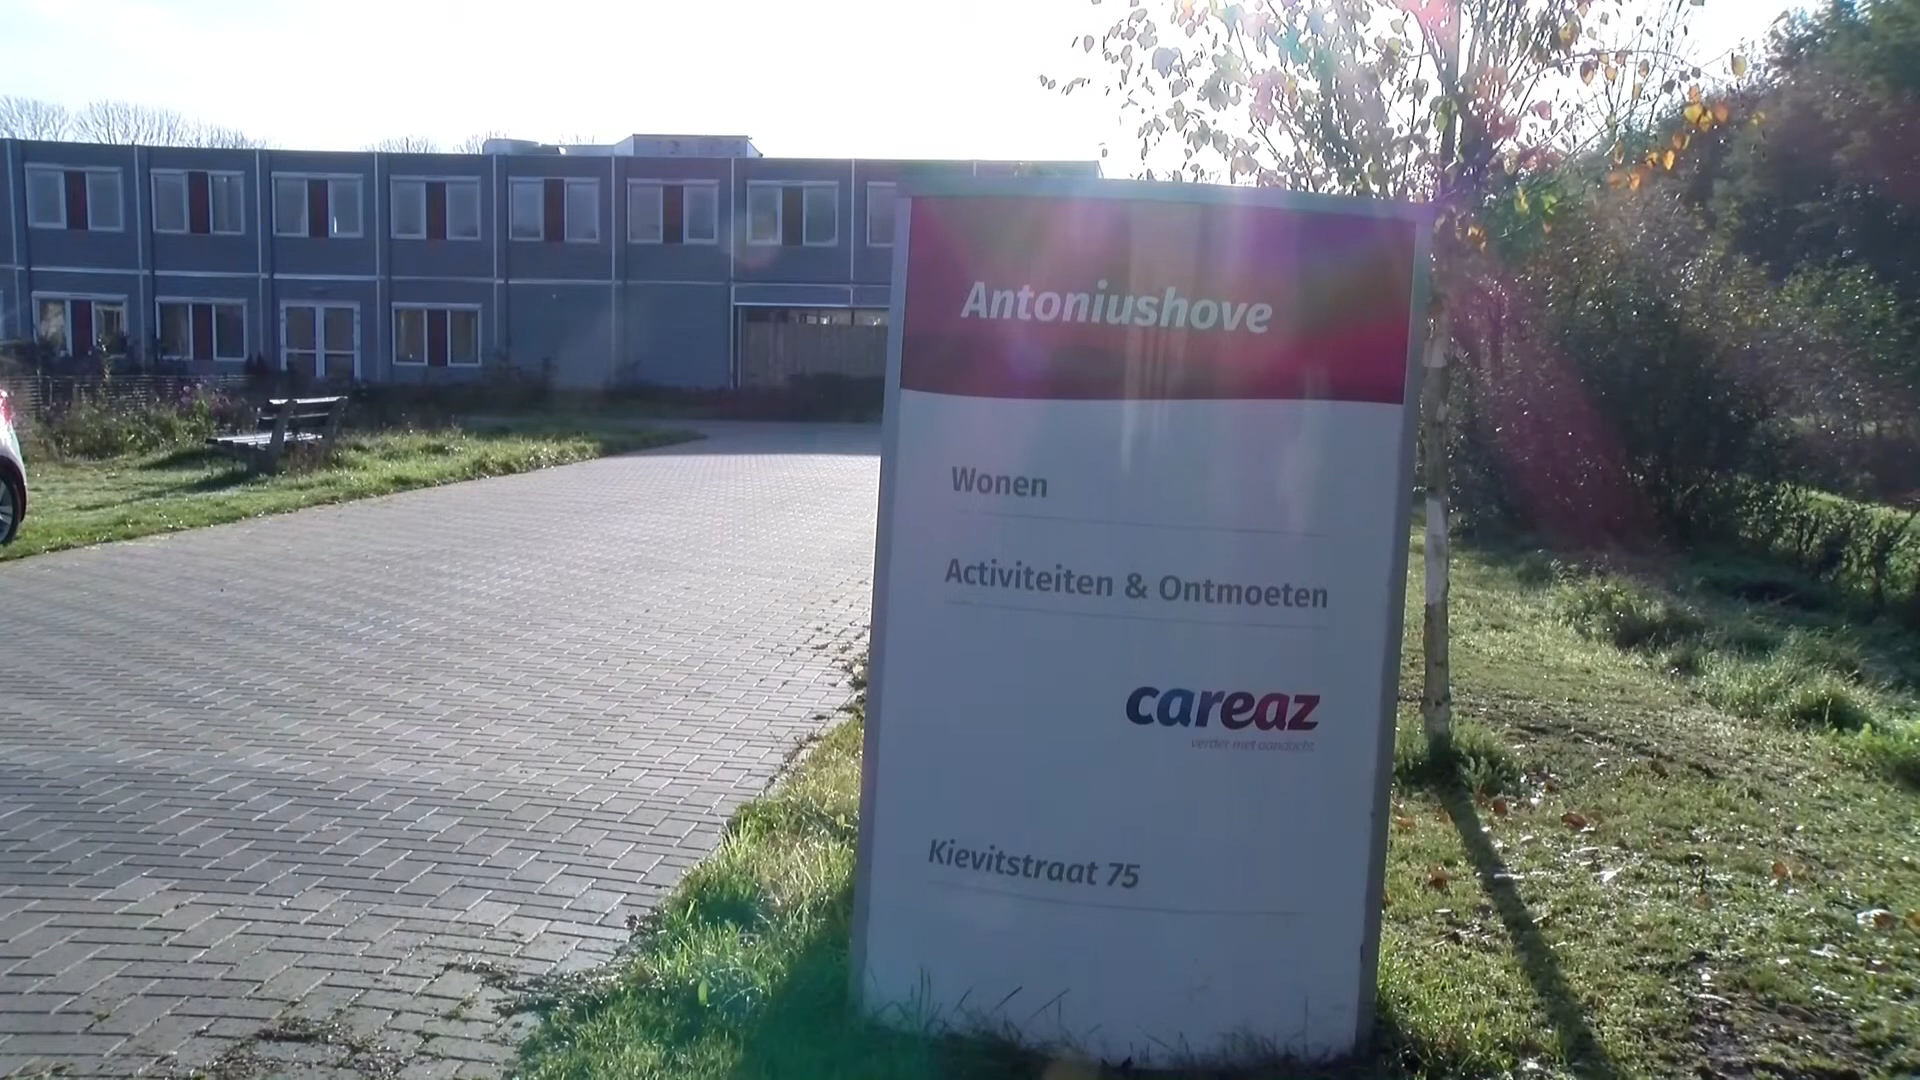 Antoniushove
Wonen
Activiteiten & Ontmoeten
careaz
verder met aandacht
Kievitstraat 75